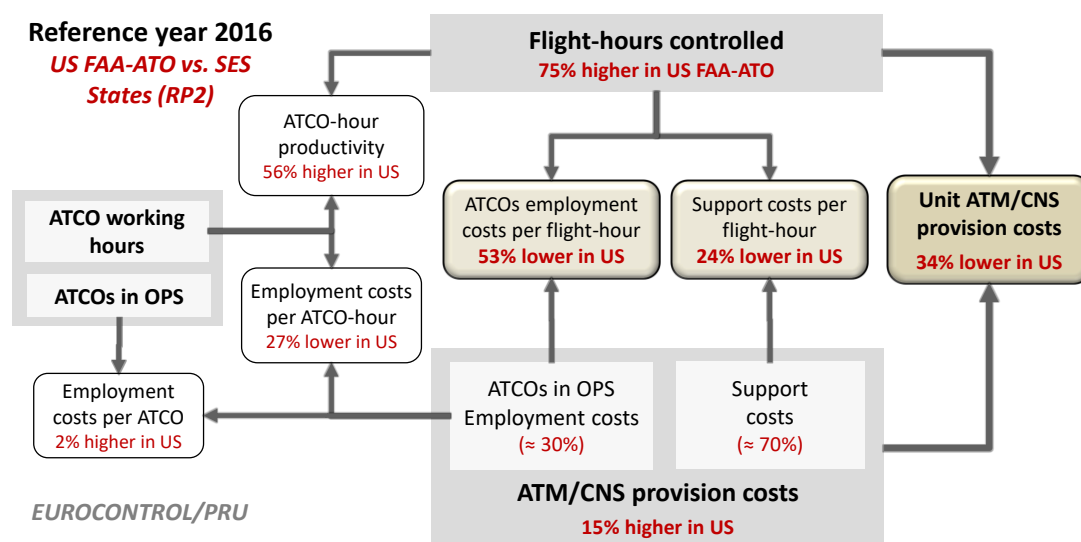 Reference year 2016
US FAA-ATO vs. SES
States (RP2)
Flight-hours controlled
75% higher in US FAA-ATO
ATCO-hour
productivity
56% higher in US
ATCO working
hours
ATCOs in OPS
ATCOs employment
costs per flight-hour
53% lower in US
Support costs per
flight-hour
24% lower in US
Unit ATM/CNS
provision costs
34% lower in US
Employment costs
per ATCO-hour
27% lower in US
Employment
costs per ATCO
2% higher in US
ATCOs in OPS
Employment costs
(≈ 30%)
Support
costs
(≈ 70%)
ATM/CNS provision costs
15% higher in US
EUROCONTROL/PRU